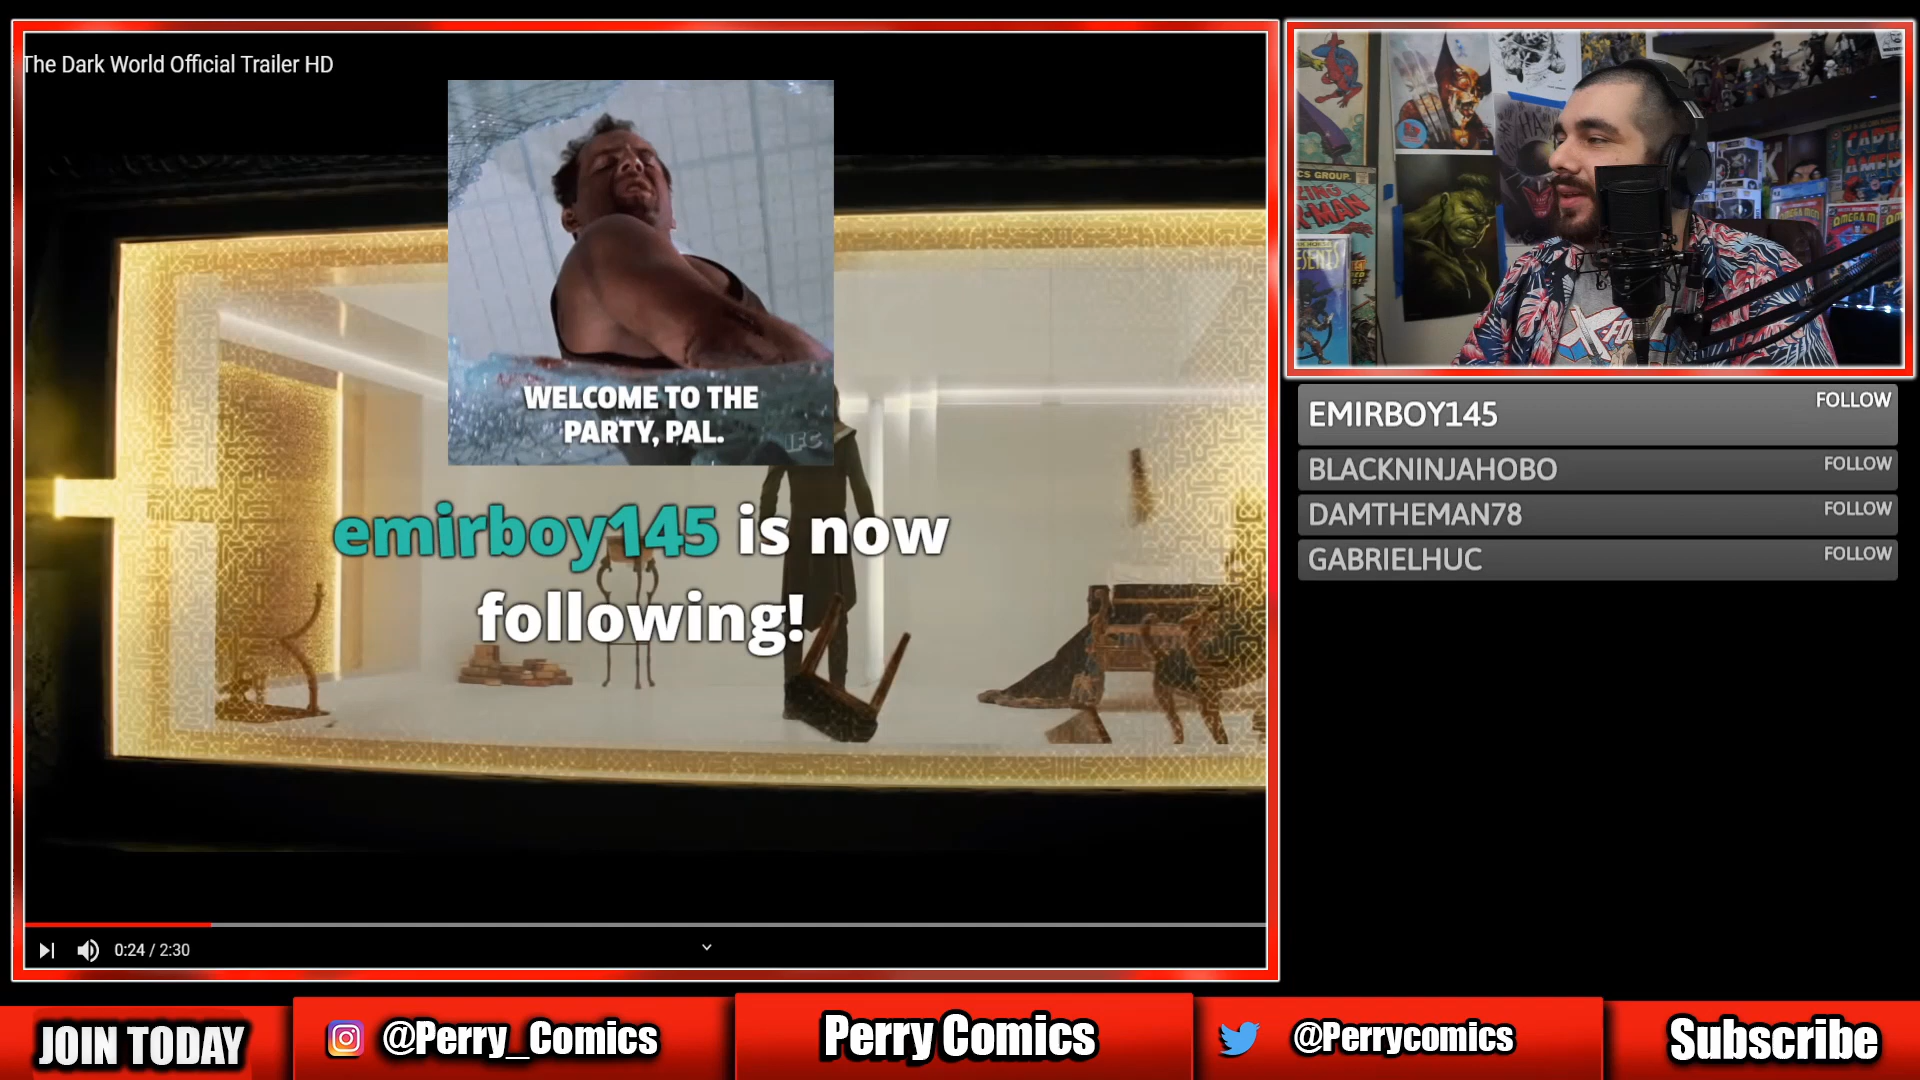 The Dark World Official Trailer HD
WELCOME TO THE
PARTY, PAL.
IFC
emirboy145 is now
following!
0:24 / 2:30
EMIRBOY145 FOLLOW
BLACKNINJAHOBO FOLLOW
DAMTHEMAN78 FOLLOW
GABRIELHUC FOLLOW
JOIN TODAY
@Perry_Comics
Perry Comics
@Perrycomics
Subscribe